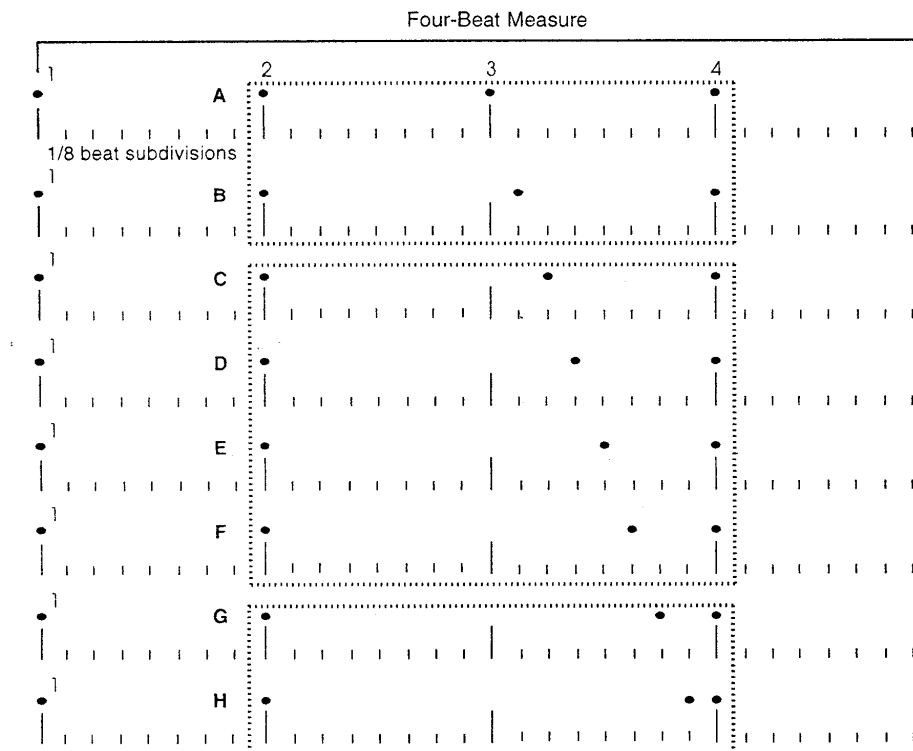 Four-Beat Measure
1 2 3 4
A
1/8 beat subdivisions
1
B
1
C
1
D
1
E
1
F
1
G
1
H